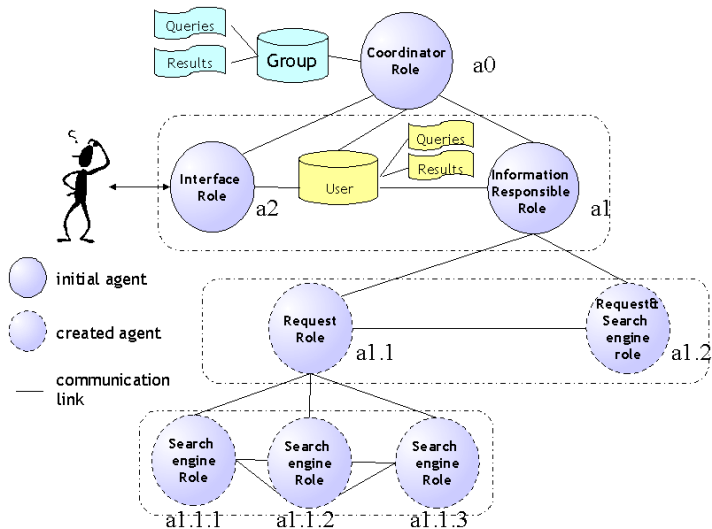 Queries
Results
Group
Coordinator
Role
a0
Queries
Results
Interface
Role
a2
User
Information
Responsible
Role
a1
initial agent
created agent
communication
link
Request
Role
a1.1
Request&
Search
engine
role
a1.2
Search
engine
Role
a1.1.1
Search
engine
Role
a1.1.2
Search
engine
Role
a1.1.3